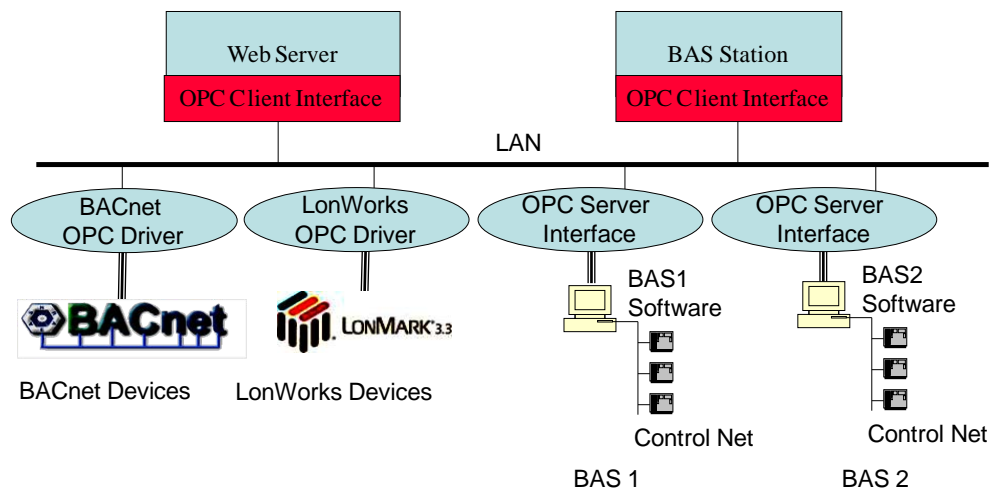 Web Server
OPC Client Interface
BAS Station
OPC Client Interface
LAN
BACnet
OPC Driver
LonWorks
OPC Driver
OPC Server
Interface
OPC Server
Interface
BACnet
LONMARK 3.3
BAS1
Software
BAS2
Software
BACnet Devices
LonWorks Devices
Control Net
Control Net
BAS 1
BAS 2